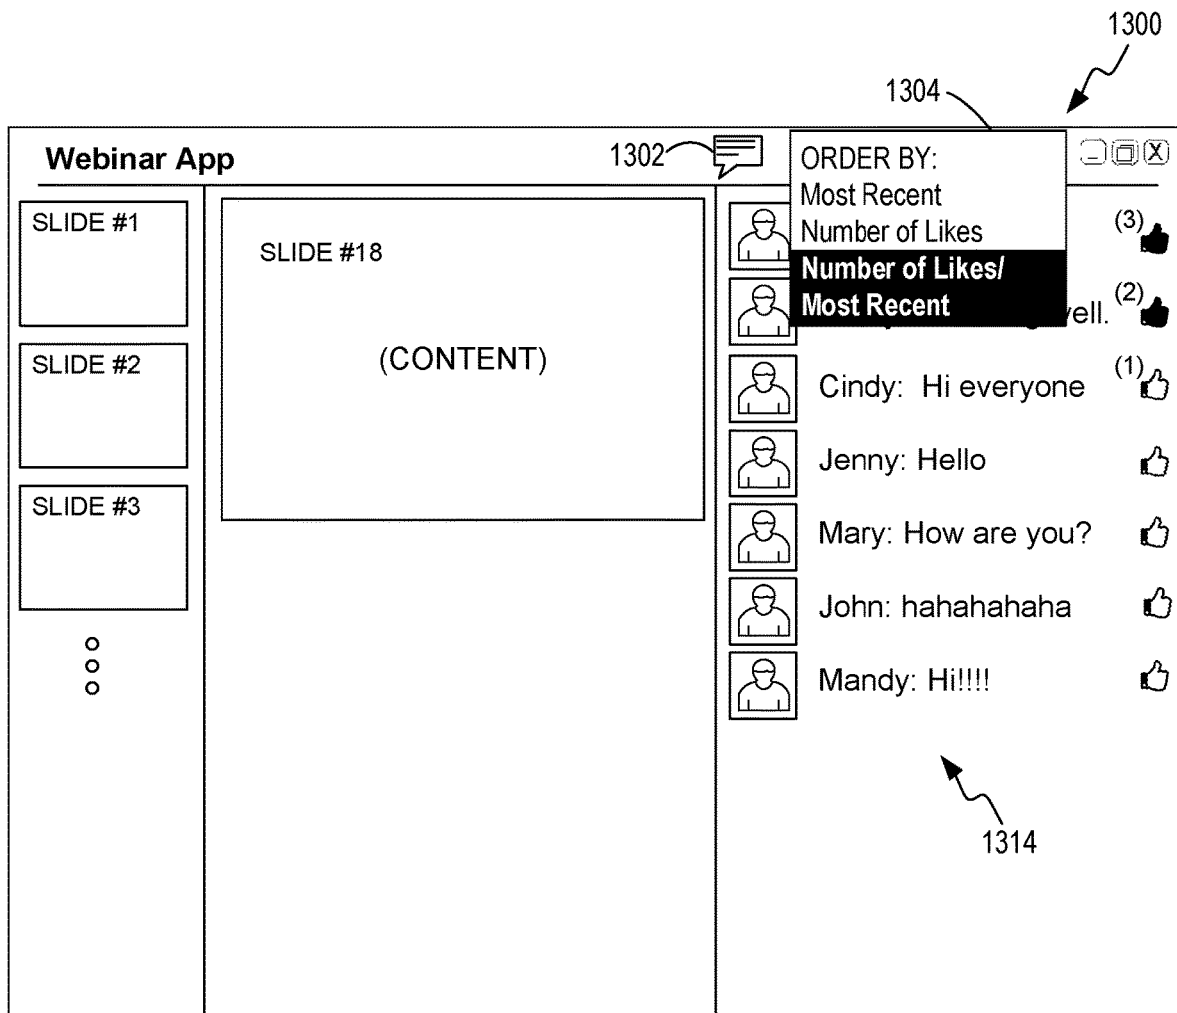 1300
1304
Webinar App
1302
ORDER BY:
Most Recent
Number of Likes
Number of Likes/
Most Recent
X
SLIDE #1
SLIDE #2
SLIDE #3
SLIDE #18
(CONTENT)
(3)
(2)
Cindy: Hi everyone (1)
Jenny: Hello
Mary: How are you?
John: hahahahaha
Mandy: Hi!!!!
1314